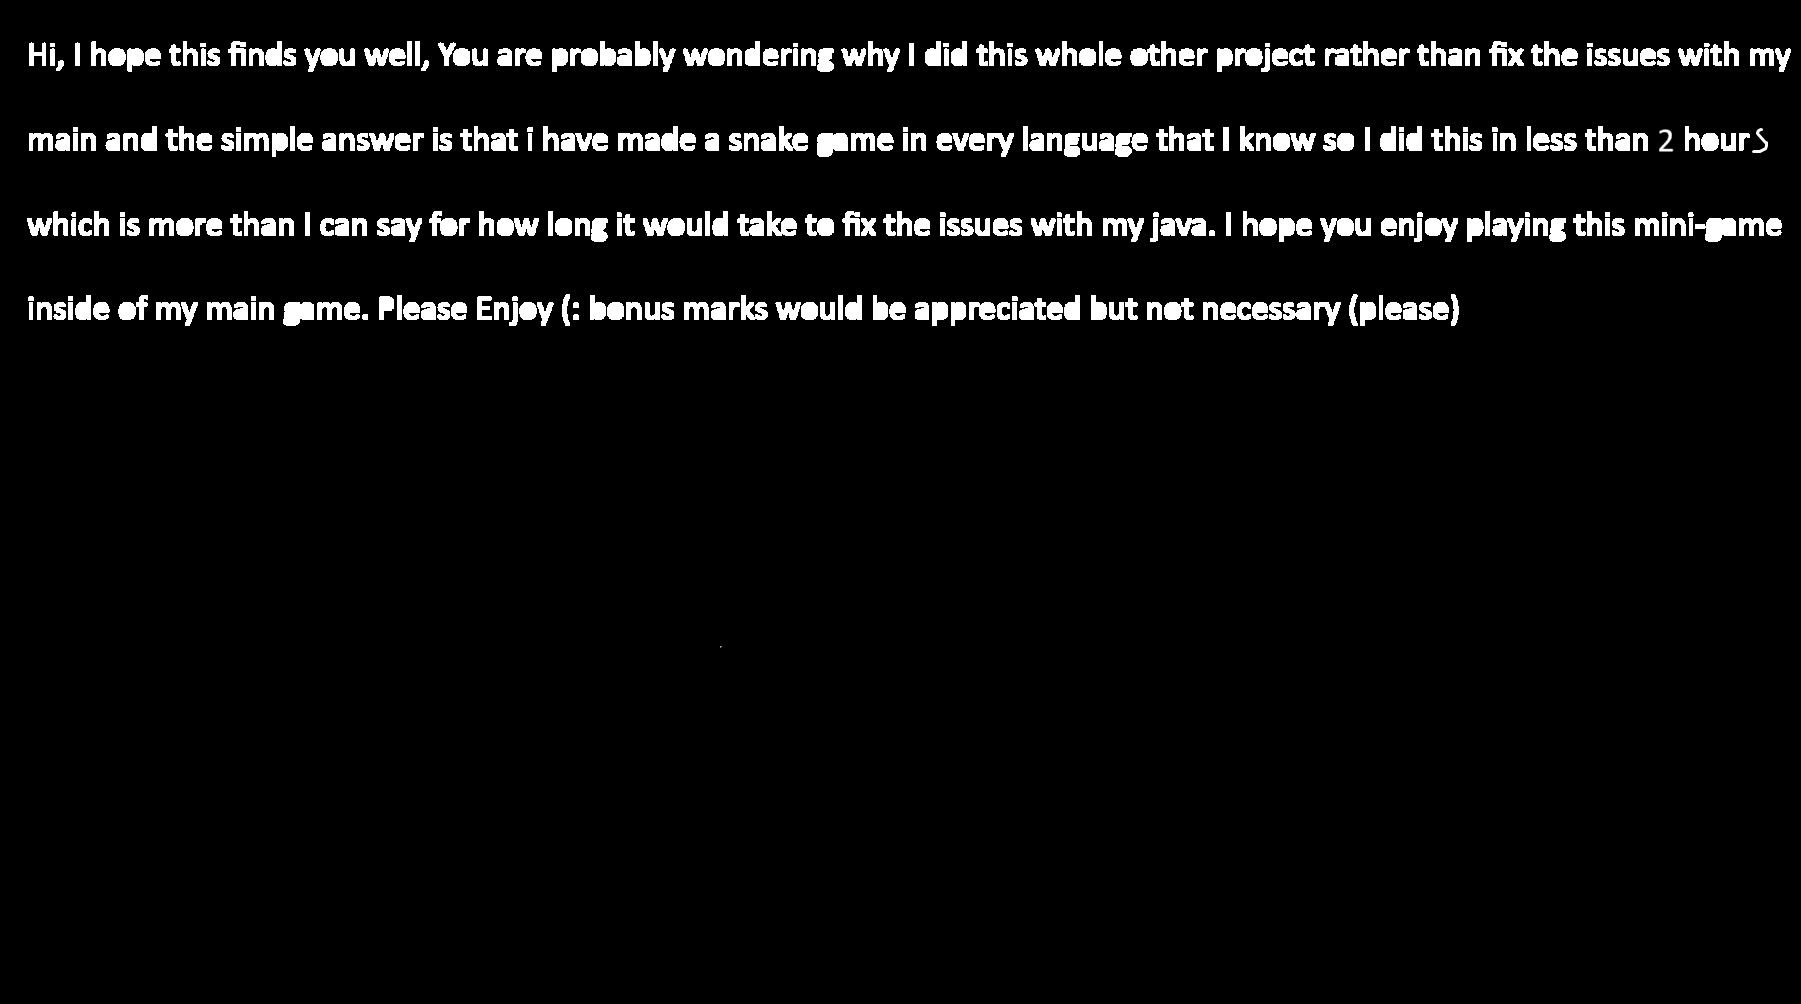 Hi, I hope this finds you well, You are probably wondering why I did this whole other project rather than fix the issues with my
main and the simple answer is that i have made a snake game in every language that I know so I did this in less than 2 hours
which is more than I can say for how long it would take to fix the issues with my java. I hope you enjoy playing this mini-game
inside of my main game. Please Enjoy (: bonus marks would be appreciated but not necessary (please)